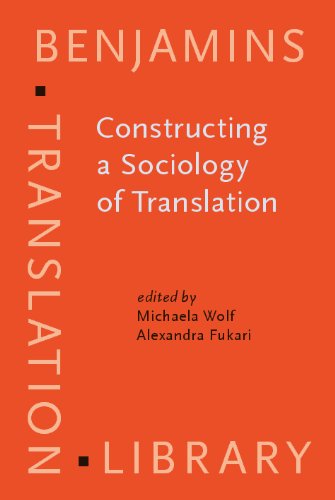 BENJAMINS
TRANSLATION
LIBRARY
Constructing
a Sociology
of Translation
edited by
Michaela Wolf
Alexandra Fukari